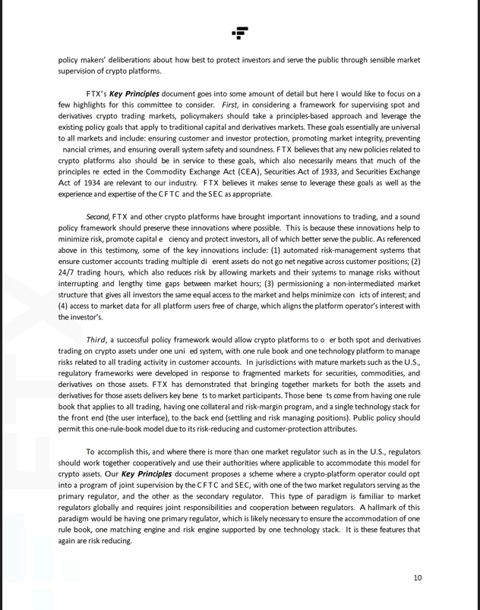 policy makers' deliberations about how best to protect investors and serve the public through sensible market
supervision of crypto platforms.
FTX's Key Principles document goes into some amount of detail but here I would like to focus on a
few highlights for this committee to consider. First, in considering a framework for supervising spot and
derivatives crypto trading markets, policymakers should take a principles-based approach and leverage the
existing policy goals that apply to traditional capital and derivatives markets. These goals essentially are universal
to all markets and include: ensuring customer and investor protection, promoting market integrity, preventing
nancial crimes, and ensuring overall system safety and soundness. FTX believes that any new policies related to
crypto platforms also should be in service to these goals, which also necessarily means that much of the
principles re ected in the Commodity Exchange Act (CEA), Securities Act of 1933, and Securities Exchange
Act of 1934 are relevant to our industry. FTX believes it makes sense to leverage these goals as well as the
experience and expertise of the CFTC and the SEC as appropriate.
Second, FTX and other crypto platforms have brought important innovations to trading, and a sound
policy framework should preserve these innovations where possible. This is because these innovations help to
minimize risk, promote capital e ciency and protect investors, all of which better serve the public. As referenced
above in this testimony, some of the key innovations include: (1) automated risk-management systems that
ensure customer accounts trading multiple di erent assets do not go net negative across customer positions; (2)
24/7 trading hours, which also reduces risk by allowing markets and their systems to manage risks without
interrupting and lengthy time gaps between market hours; (3) permissioning a non-intermediated market
structure that gives all investors the same equal access to the market and helps minimize con icts of interest; and
(4) access to market data for all platform users free of charge, which aligns the platform operator's interest with
the investor's.
Third, a successful policy framework would allow crypto platforms to o er both spot and derivatives
trading on crypto assets under one uni ed system, with one rule book and one technology platform to manage
risks related to all trading activity in customer accounts. In jurisdictions with mature markets such as the U.S.,
regulatory frameworks were developed in response to fragmented markets for securities, commodities, and
derivatives on those assets. FTX has demonstrated that bringing together markets for both the assets and
derivatives for those assets delivers key bene ts to market participants. Those bene ts come from having one rule
book that applies to all trading, having one collateral and risk-margin program, and a single technology stack for
the front end (the user interface), to the back end (settling and risk managing positions). Public policy should
permit this one-rule-book model due to its risk-reducing and customer-protection attributes.
To accomplish this, and where there is more than one market regulator such as in the U.S., regulators
should work together cooperatively and use their authorities where applicable to accommodate this model for
crypto assets. Our Key Principles document proposes a scheme where a crypto-platform operator could opt
into a program of joint supervision by the CFTC and SEC, with one of the two market regulators serving as the
primary regulator, and the other as the secondary regulator. This type of paradigm is familiar to market
regulators globally and requires joint responsibilities and cooperation between regulators. A hallmark of this
paradigm would be having one primary regulator, which is likely necessary to ensure the accommodation of one
rule book, one matching engine and risk engine supported by one technology stack. It is these features that
again are risk reducing.
10
FTX